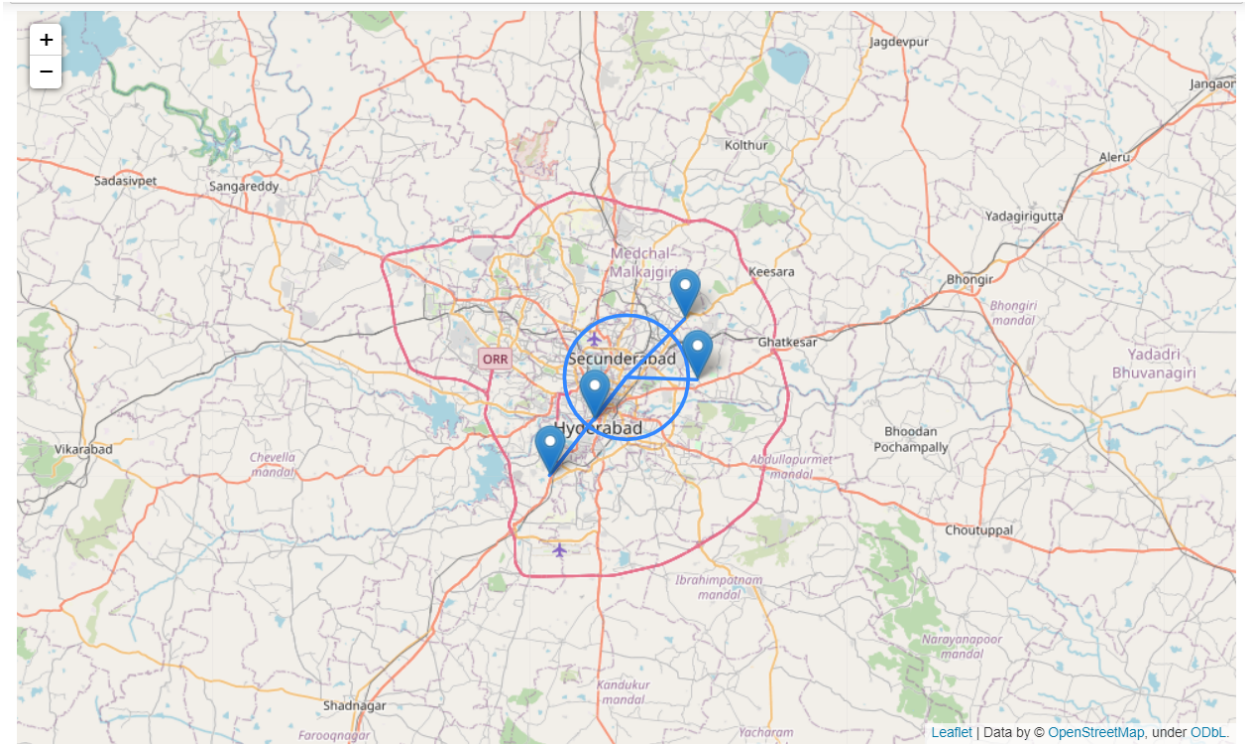 +
−
Jagdevpur
Jangaon
Kolthur
Aleru
Sadasivpet
Sangareddy
Yadagirigutta
Medchal-
Malkajgiri
Keesara
Bhongir
Bhongiri
mandal
Ghatkesar
ORR
Secunderabad
Yadadri
Bhuvanagiri
Hyderabad
Bhoodan
Pochampally
Vikarabad
Chevella
mandal
Abdullapurmet
mandal
Choutuppal
Ibrahimpatnam
mandal
Narayanapoor
mandal
Kandukur
mandal
Shadnagar
Farooqnagar
Yacharam
Leaflet | Data by © OpenStreetMap, under ODbL.